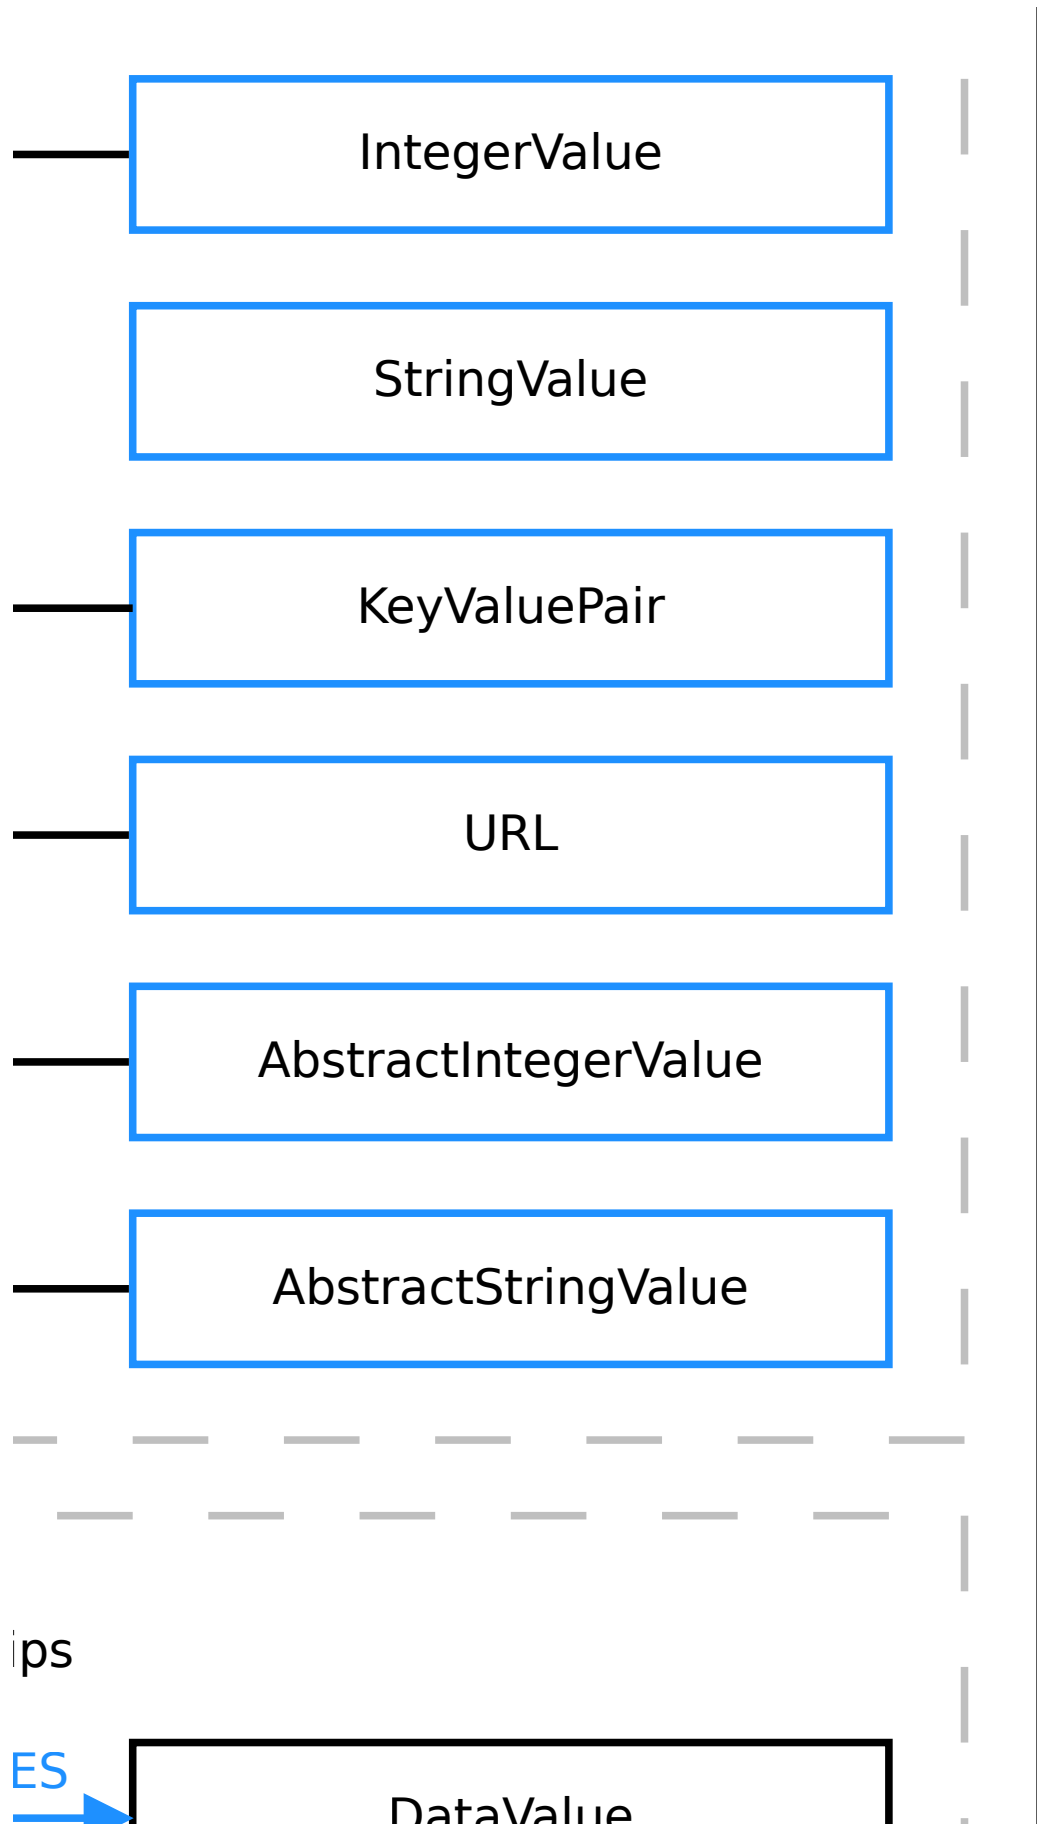 IntegerValue
StringValue
KeyValuePair
URL
AbstractIntegerValue
AbstractStringValue
ips
ES
DataValue